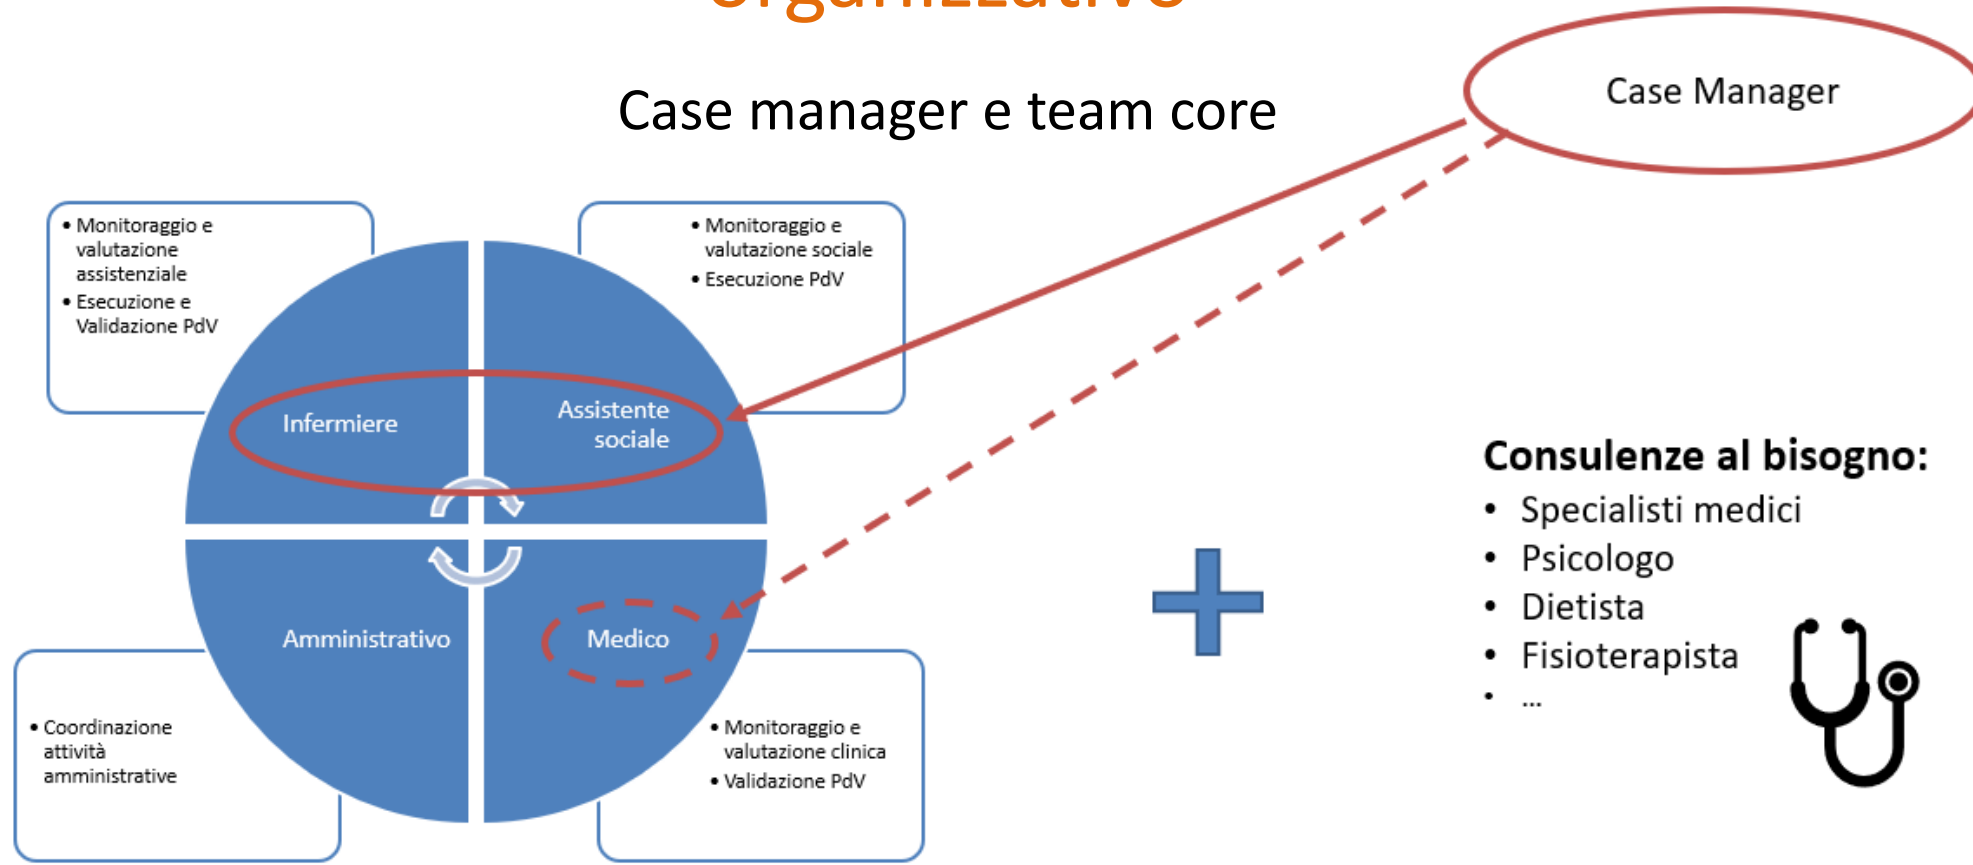 organizzativo
Case manager e team core
Case Manager
• Monitoraggio e
valutazione
assistenziale
• Esecuzione e
Validazione PdV
• Monitoraggio e
valutazione sociale
• Esecuzione PdV
Infermiere
Assistente
sociale
Amministrativo
Medico
• Coordinazione
attività
amministrative
• Monitoraggio e
valutazione clinica
• Validazione PdV
Consulenze al bisogno:
• Specialisti medici
• Psicologo
• Dietista
• Fisioterapista
• ...